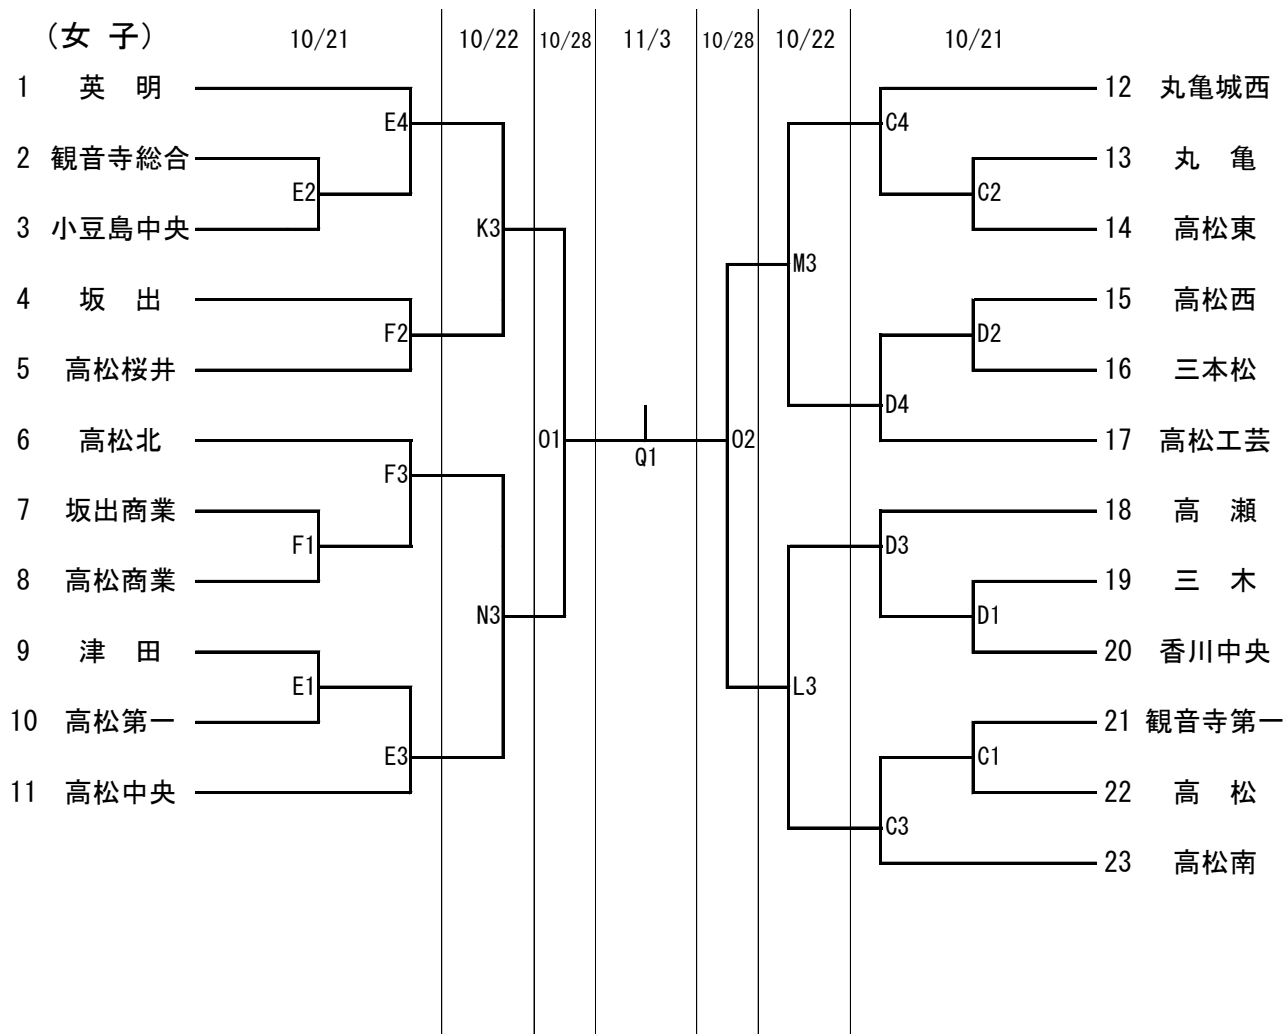 (女 子) 10/21 10/22 10/28 11/3 10/28 10/22 10/21
1 英 明 12 丸亀城西
E4 C4
2 観音寺総合 13 丸 亀
E2 C2
3 小豆島中央 K3 14 高松東
M3
4 坂 出 15 高松西
F2 D2
5 高松桜井 16 三本松
D4
6 高松北 O1 O2 17 高松工芸
Q1
F3
7 坂出商業 18 高 瀬
F1 D3
8 高松商業 19 三 木
N3 D1
9 津 田 20 香川中央
E1 L3
10 高松第一 21 観音寺第一
E3 C1
11 高松中央 22 高 松
C3
23 高松南